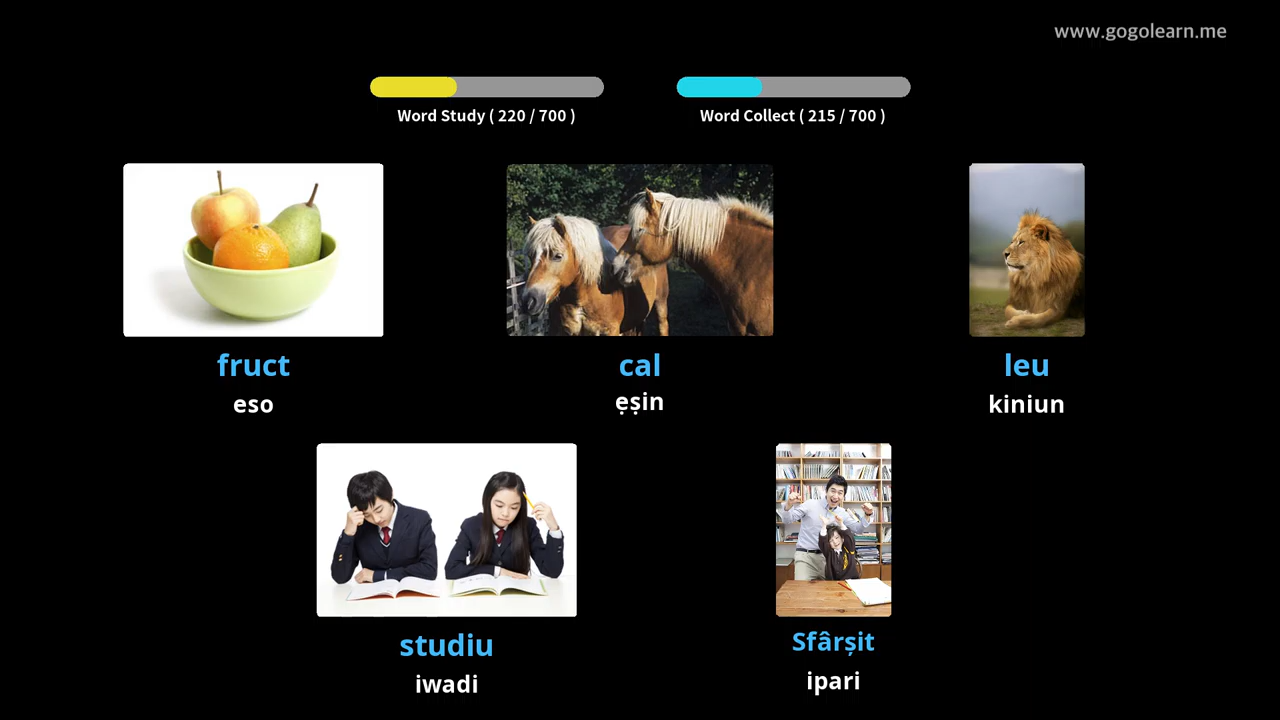 www.gogolearn.me
Word Study ( 220 / 700 )
Word Collect ( 215 / 700 )
fruct
cal
leu
eso
ẹṣin
kiniun
studiu
Sfârșit
iwadi
ipari